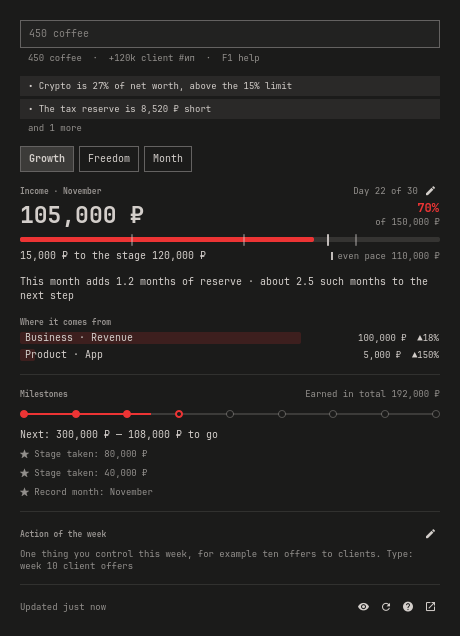 450 coffee
450 coffee · +120k client #ип · F1 help
• Crypto is 27% of net worth, above the 15% limit
• The tax reserve is 8,520 ₽ short
and 1 more
Growth Freedom Month
Income · November Day 22 of 30
105,000 ₽ 70%
of 150,000 ₽
15,000 ₽ to the stage 120,000 ₽ even pace 110,000 ₽
This month adds 1.2 months of reserve · about 2.5 such months to the
next step
Where it comes from
Business · Revenue 100,000 ₽ ▲18%
Product · App 5,000 ₽ ▲150%
Milestones Earned in total 192,000 ₽
Next: 300,000 ₽ — 108,000 ₽ to go
★ Stage taken: 80,000 ₽
★ Stage taken: 40,000 ₽
★ Record month: November
Action of the week
One thing you control this week, for example ten offers to clients. Type:
week 10 client offers
Updated just now